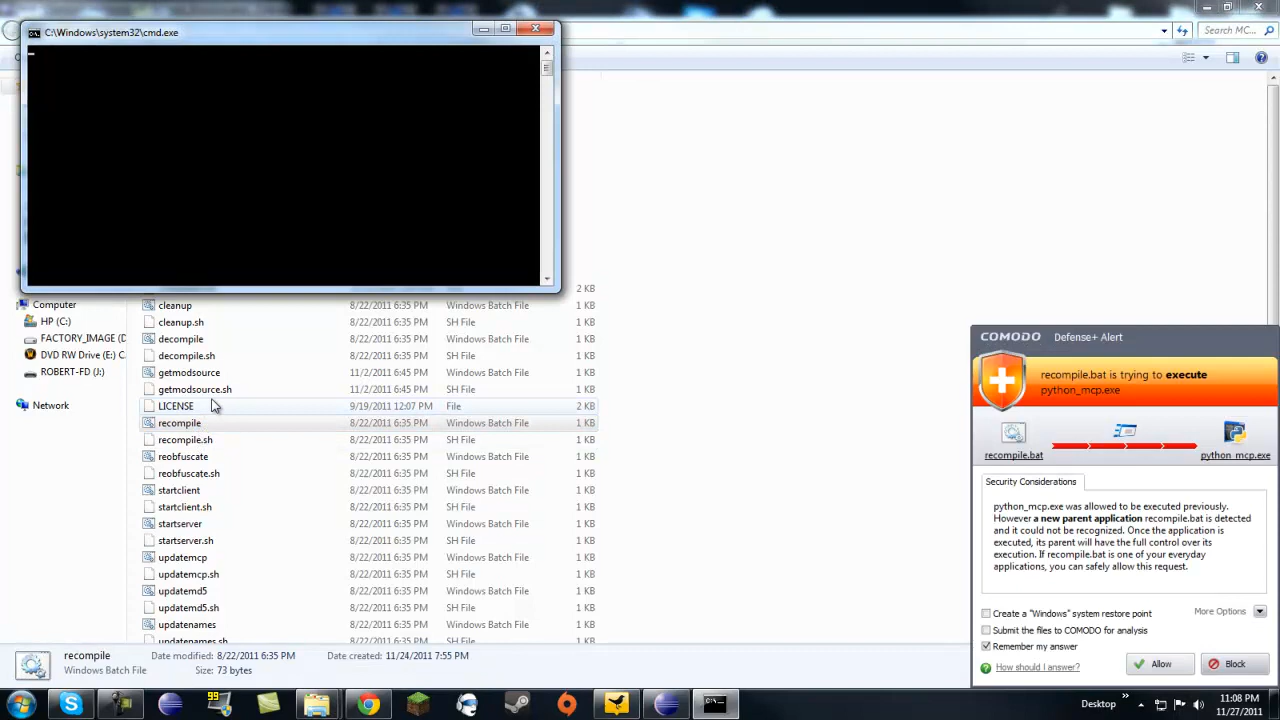 C:\Windows\system32\cmd.exe
Search MC...
2 KB
cleanup 8/22/2011 6:35 PM Windows Batch File 1 KB
cleanup.sh 8/22/2011 6:35 PM SH File 1 KB
decompile 8/22/2011 6:35 PM Windows Batch File 1 KB
decompile.sh 8/22/2011 6:35 PM SH File 1 KB
getmodsource 11/2/2011 6:45 PM Windows Batch File 1 KB
getmodsource.sh 11/2/2011 6:45 PM SH File 1 KB
LICENSE 9/19/2011 12:07 PM File 2 KB
recompile 8/22/2011 6:35 PM Windows Batch File 1 KB
recompile.sh 8/22/2011 6:35 PM SH File 1 KB
reobfuscate 8/22/2011 6:35 PM Windows Batch File 1 KB
reobfuscate.sh 8/22/2011 6:35 PM SH File 1 KB
startclient 8/22/2011 6:35 PM Windows Batch File 1 KB
startclient.sh 8/22/2011 6:35 PM SH File 1 KB
startserver 8/22/2011 6:35 PM Windows Batch File 1 KB
startserver.sh 8/22/2011 6:35 PM SH File 1 KB
updatemcp 8/22/2011 6:35 PM Windows Batch File 1 KB
updatemcp.sh 8/22/2011 6:35 PM SH File 1 KB
updatemd5 8/22/2011 6:35 PM Windows Batch File 1 KB
updatemd5.sh 8/22/2011 6:35 PM SH File 1 KB
updatenames 8/22/2011 6:35 PM Windows Batch File 1 KB
updatenames.sh 8/22/2011 6:35 PM SH File 1 KB
Computer
HP (C:)
FACTORY_IMAGE (D
DVD RW Drive (E:) C
ROBERT-FD (J:)
Network
recompile Date modified: 8/22/2011 6:35 PM Date created: 11/24/2011 7:55 PM
Windows Batch File Size: 73 bytes
COMODO Defense+ Alert
recompile.bat is trying to execute
python_mcp.exe
recompile.bat python_mcp.exe
Security Considerations
python_mcp.exe was allowed to be executed previously.
However a new parent application recompile.bat is detected
and it could not be recognized. Once the application is
executed, its parent will have the full control over its
execution. If recompile.bat is one of your everyday
applications, you can safely allow this request.
Create a "Windows" system restore point More Options
Submit the files to COMODO for analysis
Remember my answer
How should I answer? Allow Block
99
Desktop
11:08 PM
11/27/2011